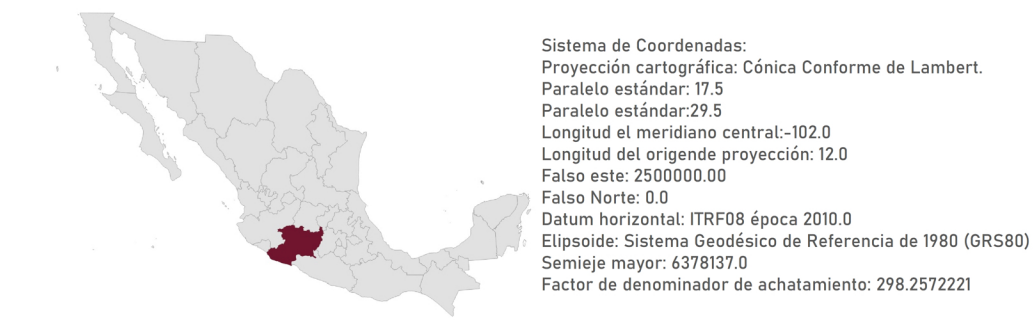 Sistema de Coordenadas:
Proyección cartográfica: Cónica Conforme de Lambert.
Paralelo estándar: 17.5
Paralelo estándar:29.5
Longitud el meridiano central:-102.0
Longitud del origende proyección: 12.0
Falso este: 2500000.00
Falso Norte: 0.0
Datum horizontal: ITRF08 época 2010.0
Elipsoide: Sistema Geodésico de Referencia de 1980 (GRS80)
Semieje mayor: 6378137.0
Factor de denominador de achatamiento: 298.2572221